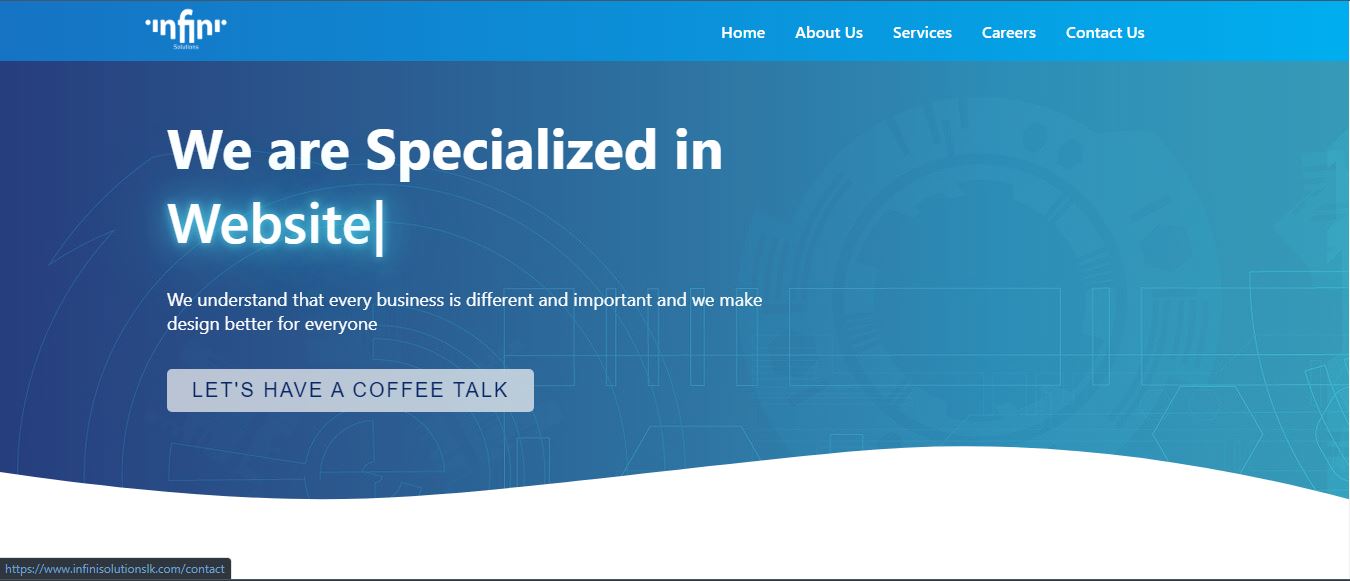 infini
Solutions
Home About Us Services Careers Contact Us
We are Specialized in
Website|
We understand that every business is different and important and we make
design better for everyone
LET'S HAVE A COFFEE TALK
https://www.infinisolutionslk.com/contact